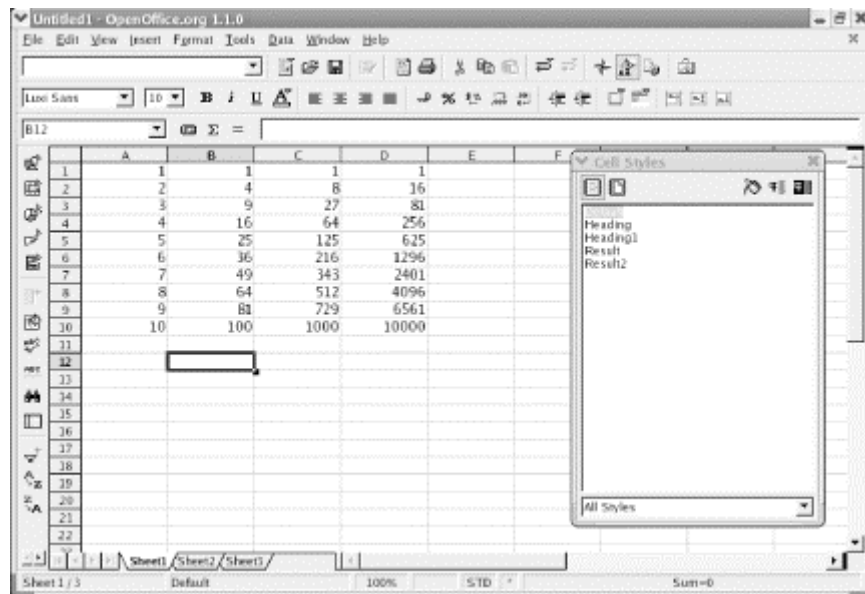 Untitled1 - OpenOffice.org 1.1.0
File Edit View Insert Format Tools Data Window Help
Luxi Sans 10 B i U A
B12 Σ =
A B C D E F
Cell Styles
1 1 1 1 1
2 2 4 8 16
3 3 9 27 81
4 4 16 64 256
5 5 25 125 625
6 6 36 216 1296
7 7 49 343 2401
8 8 64 512 4096
9 9 81 729 6561
10 10 100 1000 10000
11
12
13
14
15
16
17
18
19
20
21
22
Heading
Heading1
Result
Result2
All Styles
Sheet1 Sheet2 Sheet3
Sheet 1 / 3 Default 100% STD * Sum=0